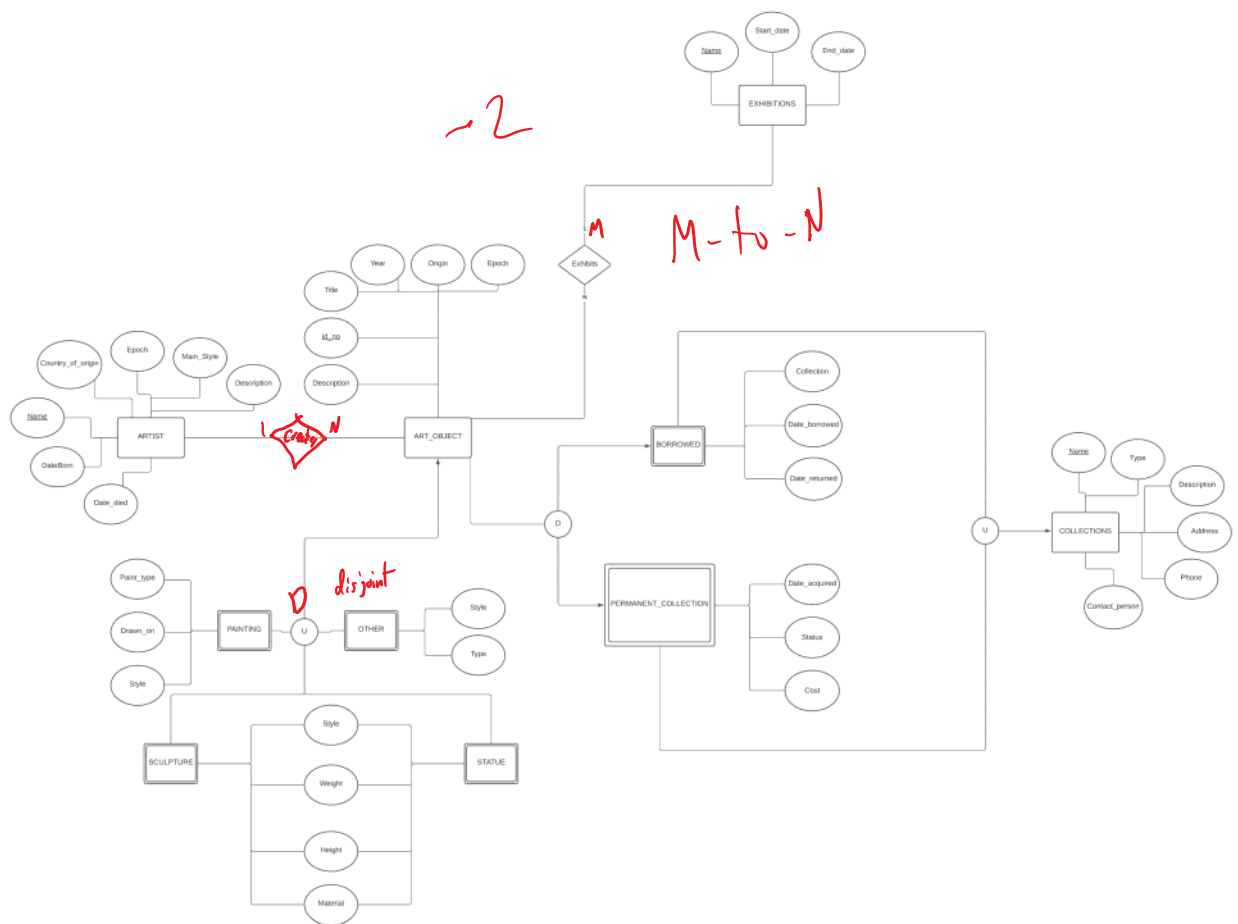 Start_date
Name
End_date
EXHIBITIONS
-2
M
M-to-N
Exhibits
N
Year
Origin
Epoch
Title
id_no
Description
Country_of_origin
Epoch
Main_Style
Description
Name
ARTIST
1
N
ART_OBJECT
DateBorn
Date_died
Collection
BORROWED
Date_borrowed
Date_returned
D
Name
Type
Description
U
COLLECTIONS
Address
Phone
Contact_person
Paint_type
D
disjoint
PERMANENT_COLLECTION
Date_acquired
Status
Cost
Drawn_on
PAINTING
U
OTHER
Style
Type
Style
Style
SCULPTURE
STATUE
Weight
Height
Material